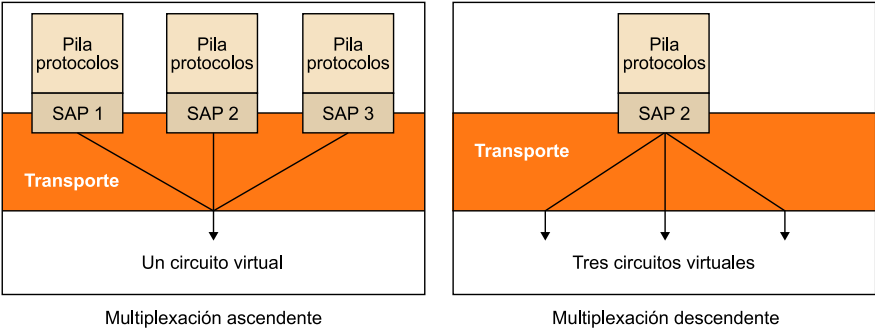 Pila
protocolos
Pila
protocolos
Pila
protocolos
SAP 1
SAP 2
SAP 3
Transporte
Un circuito virtual
Multiplexación ascendente
Pila
protocolos
SAP 2
Transporte
Tres circuitos virtuales
Multiplexación descendente